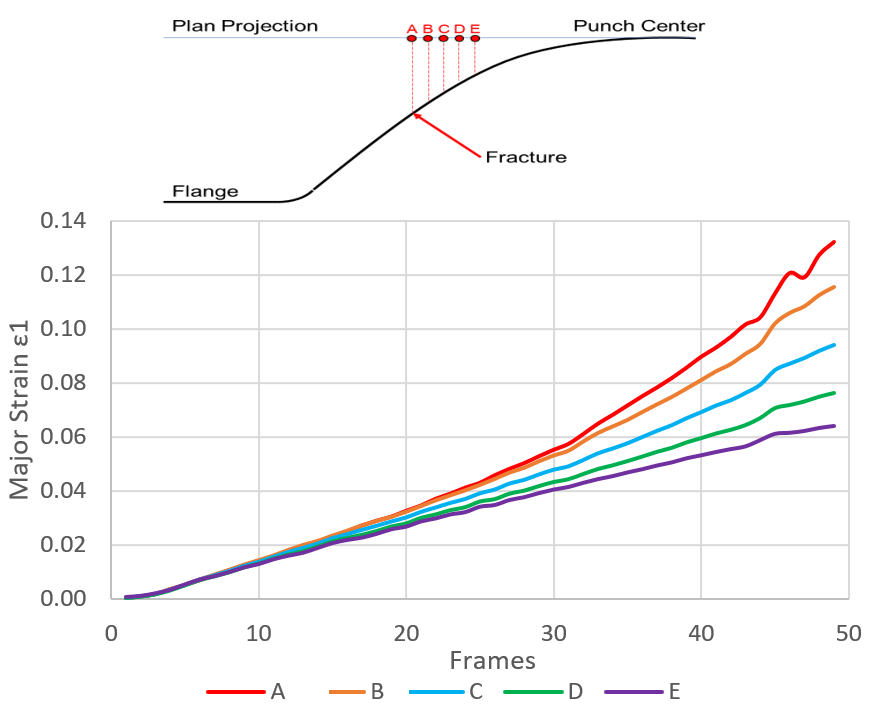 Plan Projection
Punch Center
A B C D E
Fracture
Flange
0.14
0.12
0.10
0.08
0.06
0.04
0.02
0.00
Major Strain ε1
0 10 20 30 40 50
Frames
A B C D E